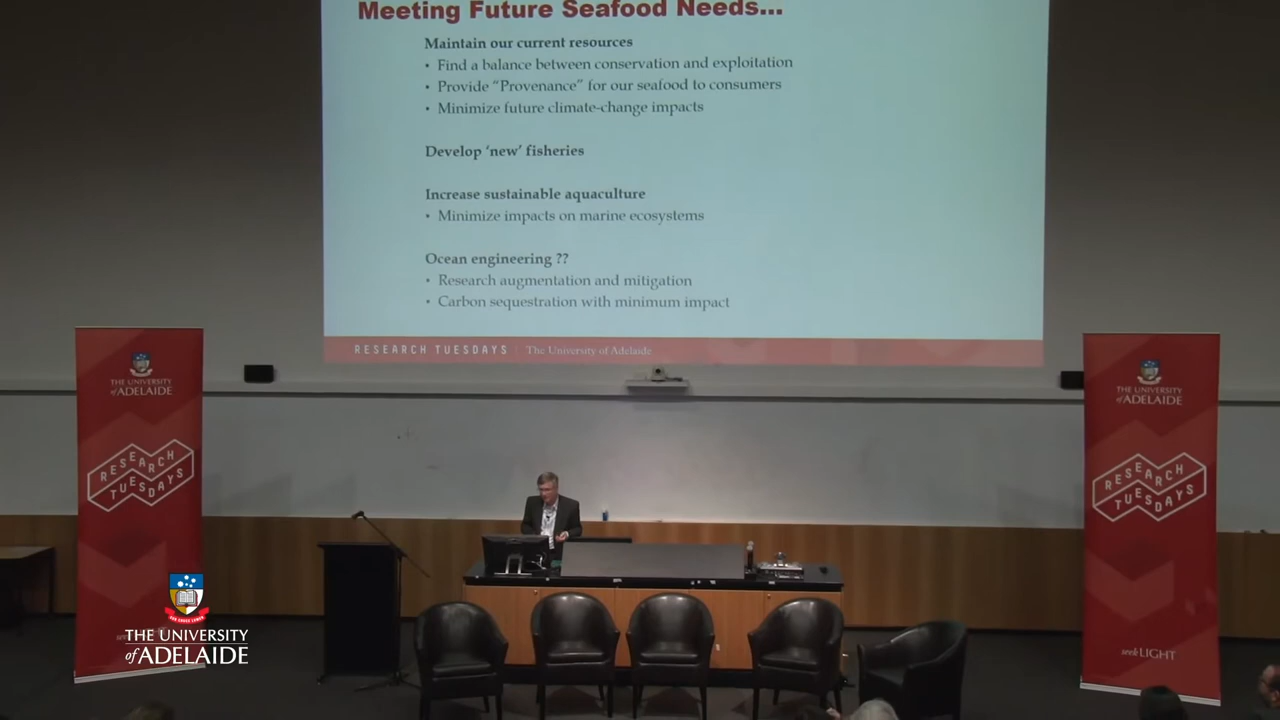 Meeting Future Seafood Needs...
Maintain our current resources
• Find a balance between conservation and exploitation
• Provide “Provenance” for our seafood to consumers
• Minimize future climate-change impacts
Develop ‘new’ fisheries
Increase sustainable aquaculture
• Minimize impacts on marine ecosystems
Ocean engineering ??
• Research augmentation and mitigation
• Carbon sequestration with minimum impact
RESEARCH TUESDAYS | The University of Adelaide
THE UNIVERSITY
of ADELAIDE
RESEARCH
TUESDAYS
THE UNIVERSITY
of ADELAIDE
THE UNIVERSITY
of ADELAIDE
RESEARCH
TUESDAYS
seek LIGHT